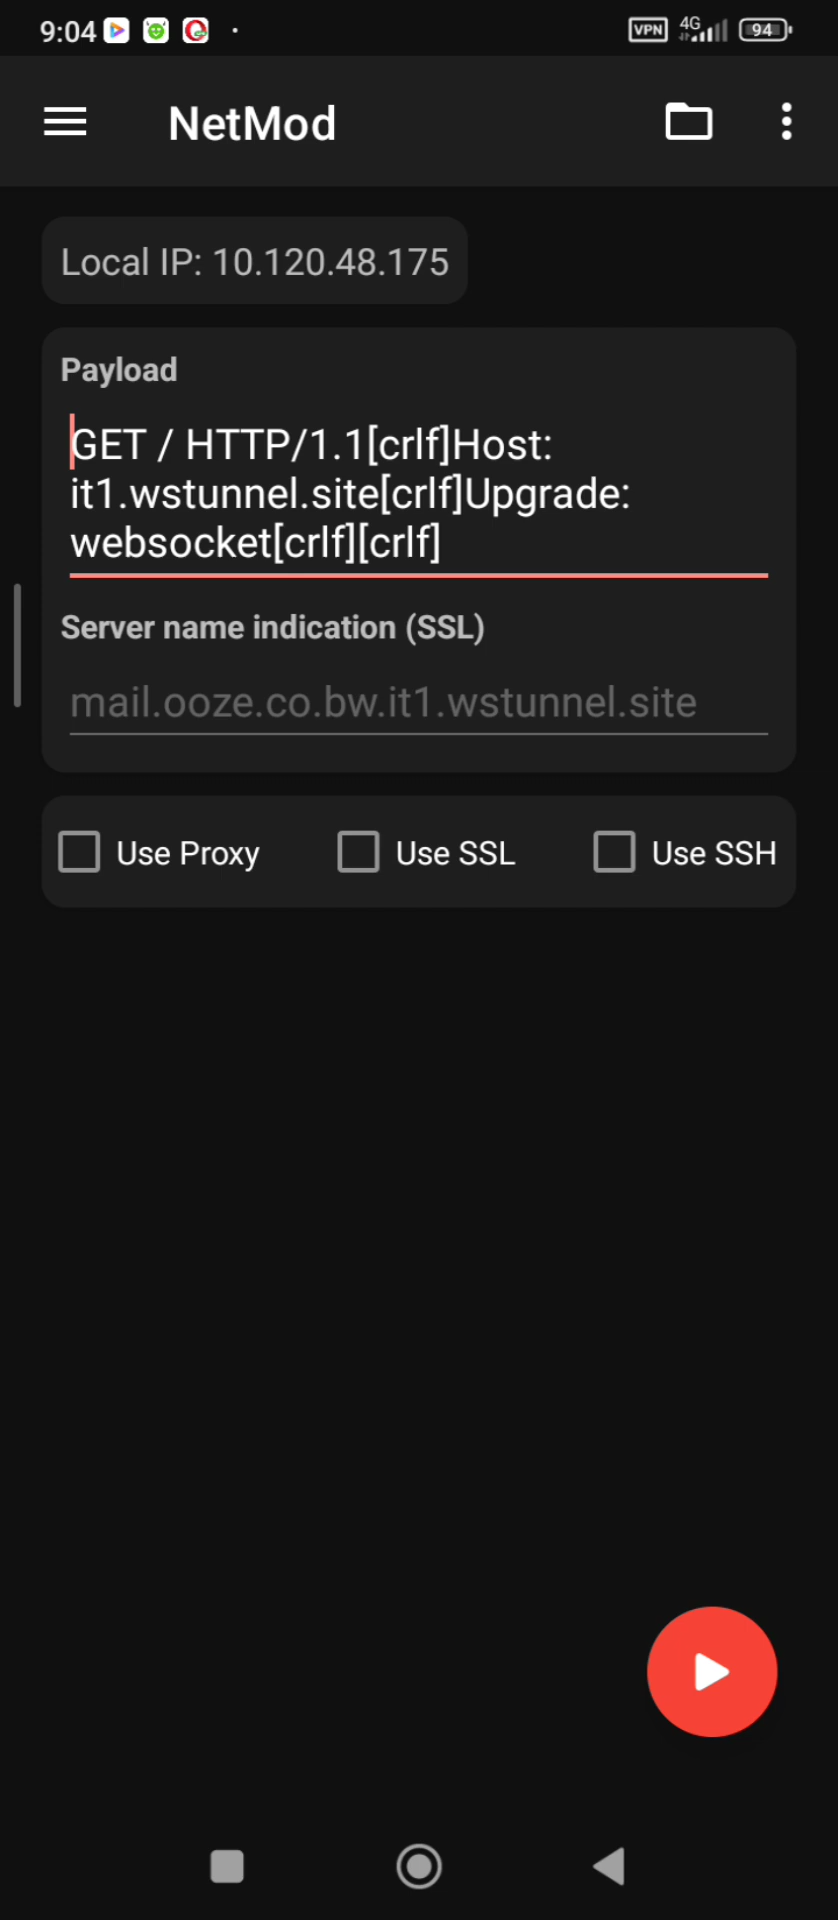 9:04
VPN 4G 94
NetMod
Local IP: 10.120.48.175
Payload
GET / HTTP/1.1[crlf]Host:
it1.wstunnel.site[crlf]Upgrade:
websocket[crlf][crlf]
Server name indication (SSL)
mail.ooze.co.bw.it1.wstunnel.site
Use Proxy
Use SSL
Use SSH